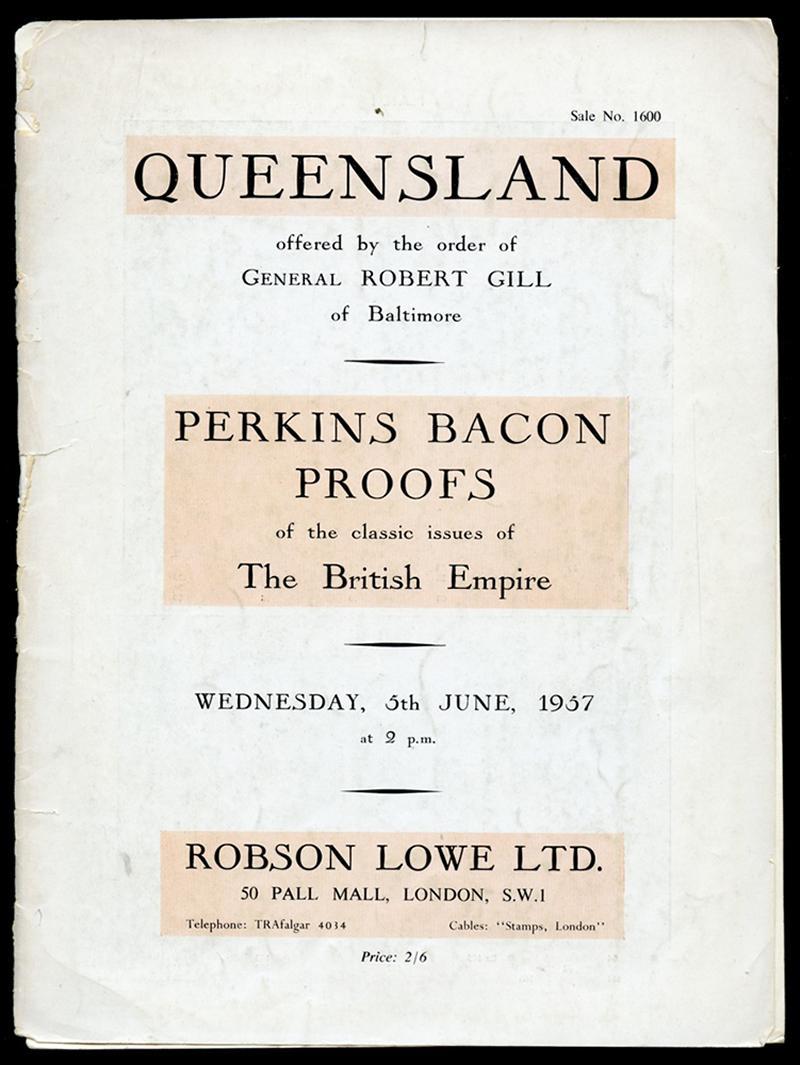 Sale No. 1600
QUEENSLAND
offered by the order of
GENERAL ROBERT GILL
of Baltimore
PERKINS BACON
PROOFS
of the classic issues of
The British Empire
WEDNESDAY, 5th JUNE, 1957
at 2 p.m.
ROBSON LOWE LTD.
50 PALL MALL, LONDON, S.W.1
Telephone: TRAfalgar 4034 Cables: "Stamps, London"
Price: 2/6